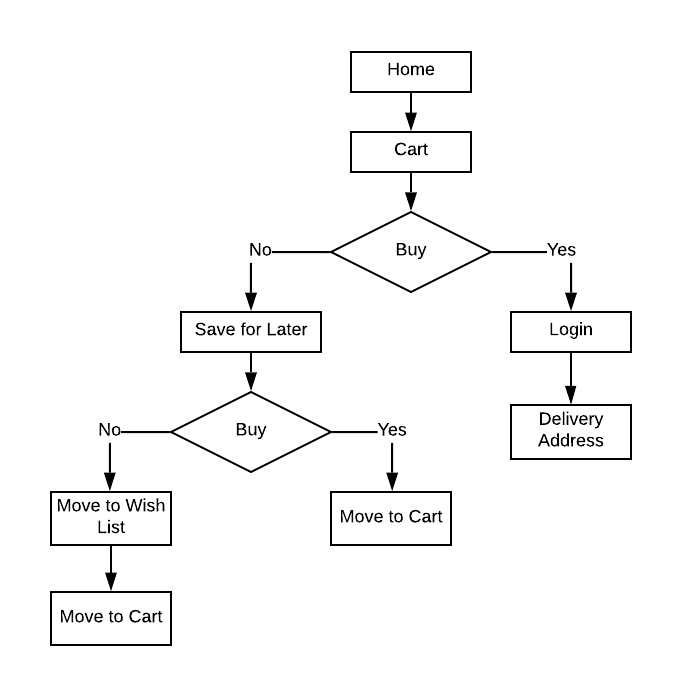 Home
Cart
Buy
No
Yes
Save for Later
Login
Buy
No
Yes
Delivery
Address
Move to Wish
List
Move to Cart
Move to Cart